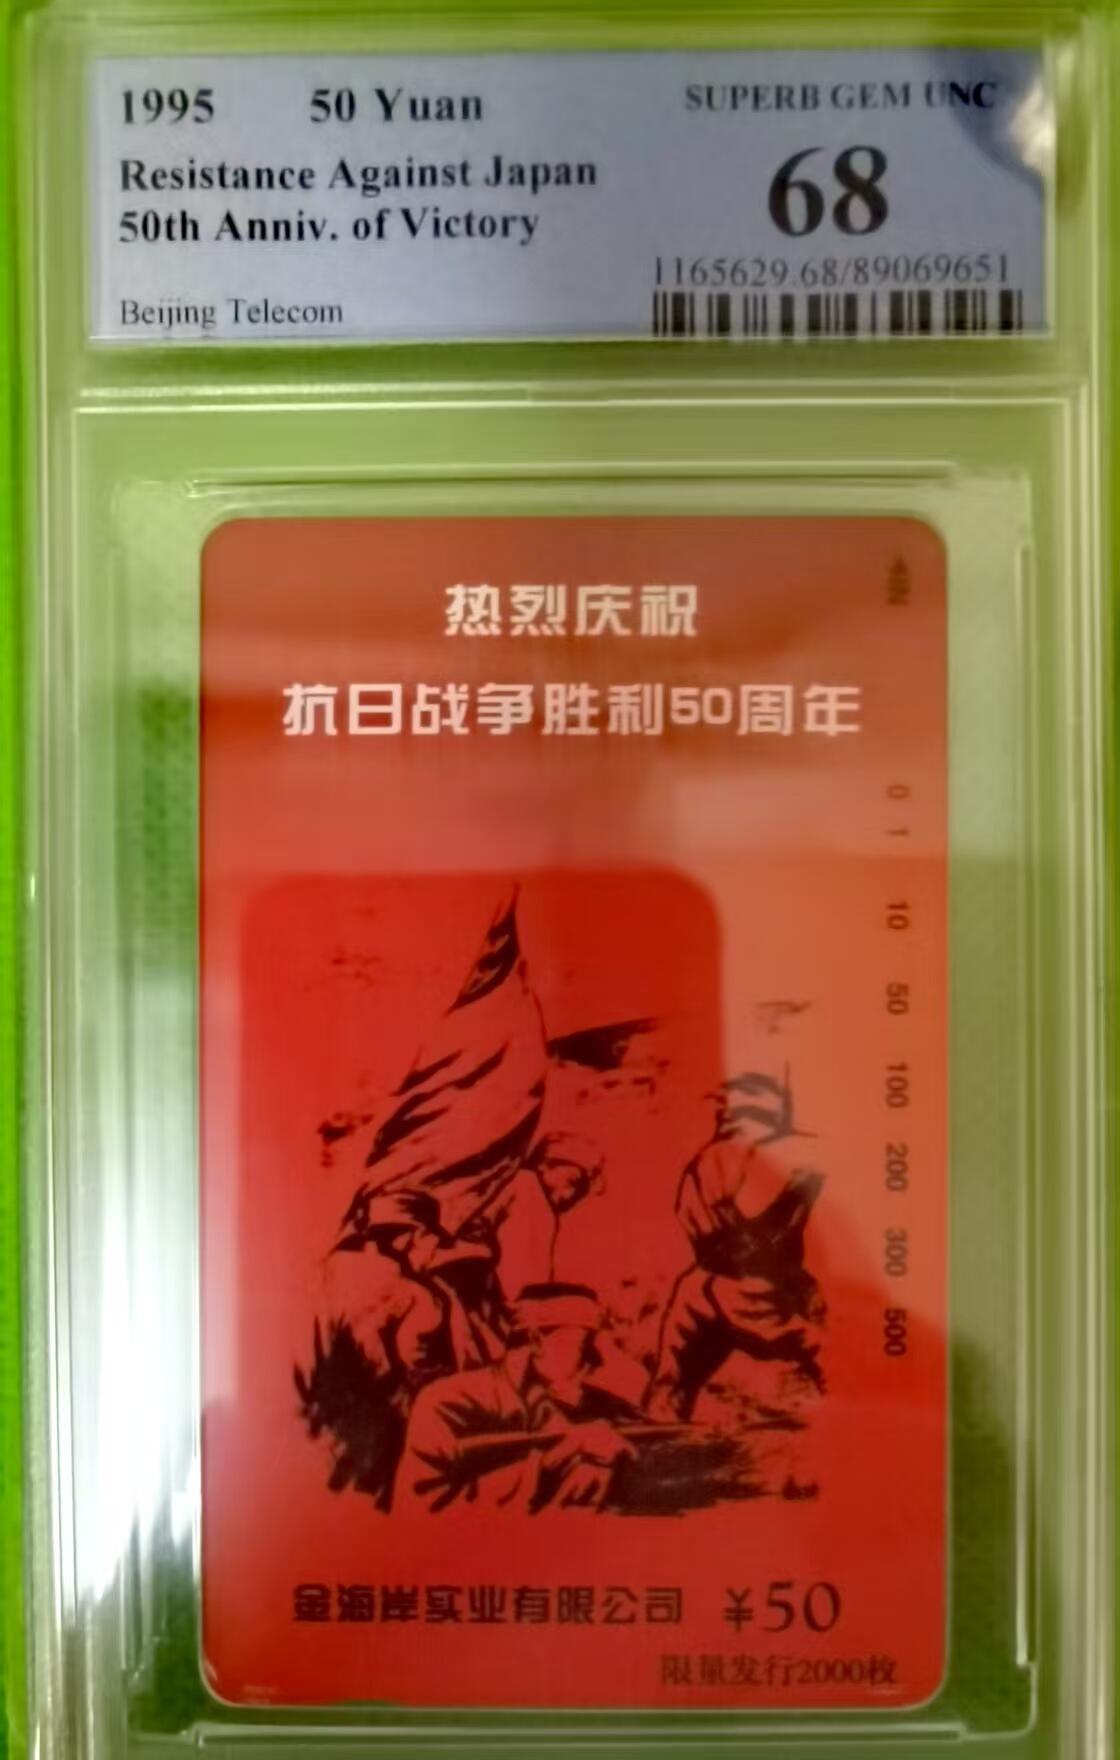 1995 50 Yuan
SUPERB GEM UNC
Resistance Against Japan
68
50th Anniv. of Victory
1165629.68/89069651
Beijing Telecom
热烈庆祝
抗日战争胜利50周年
IN
0
1
10
50
100
200
300
500
金海岸实业有限公司 ¥50
限量发行2000枚